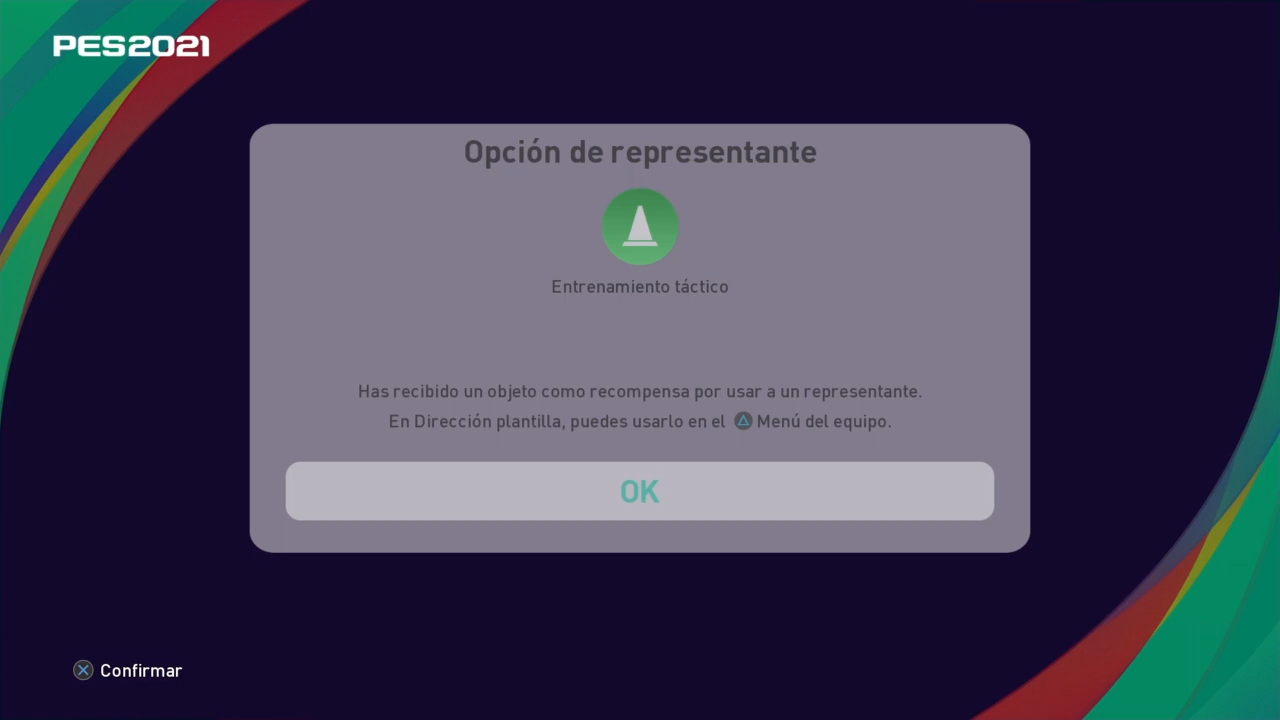 PES2021
Opción de representante
Entrenamiento táctico
Has recibido un objeto como recompensa por usar a un representante.
En Dirección plantilla, puedes usarlo en el Menú del equipo.
OK
Confirmar